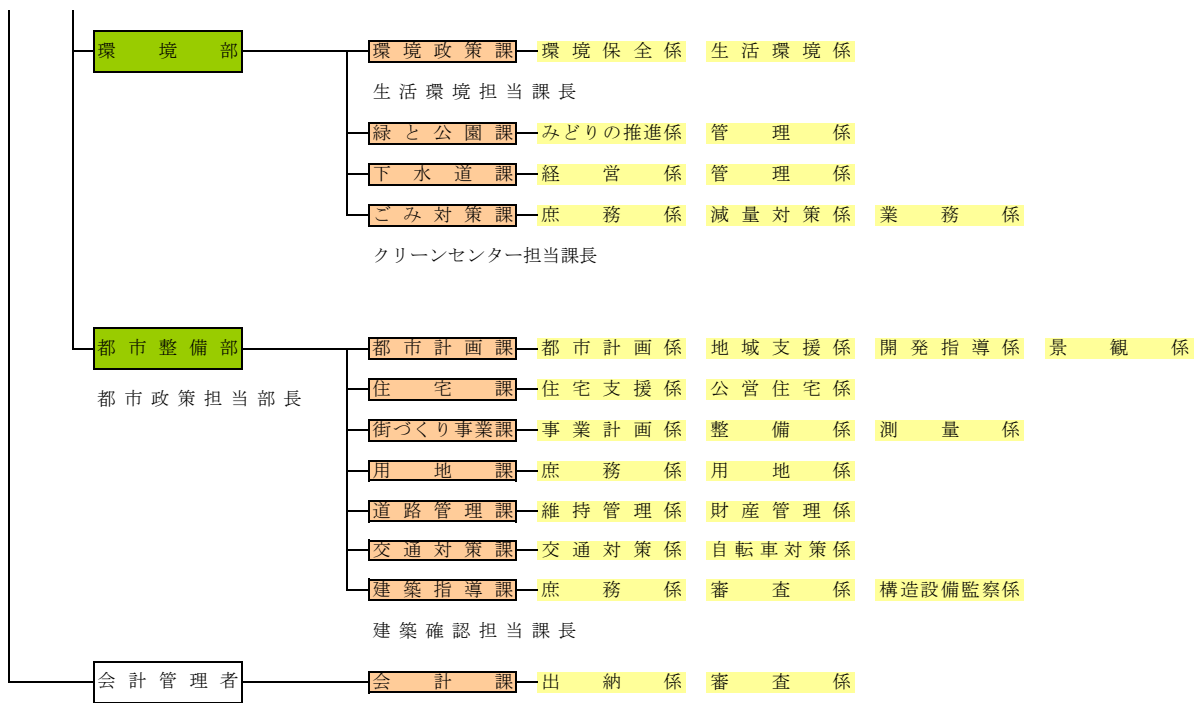 環境部 環境政策課 環境保全係 生活環境係
生活環境担当課長
緑と公園課 みどりの推進係 管理係
下水道課 経営係 管理係
ごみ対策課 庶務係 減量対策係 業務係
クリーンセンター担当課長
都市整備部 都市計画課 都市計画係 地域支援係 開発指導係 景観係
都市政策担当部長
住宅課 住宅支援係 公営住宅係
街づくり事業課 事業計画係 整備係 測量係
用地課 庶務係 用地係
道路管理課 維持管理係 財産管理係
交通対策課 交通対策係 自転車対策係
建築指導課 庶務係 審査係 構造設備監察係
建築確認担当課長
会計管理者 会計課 出納係 審査係